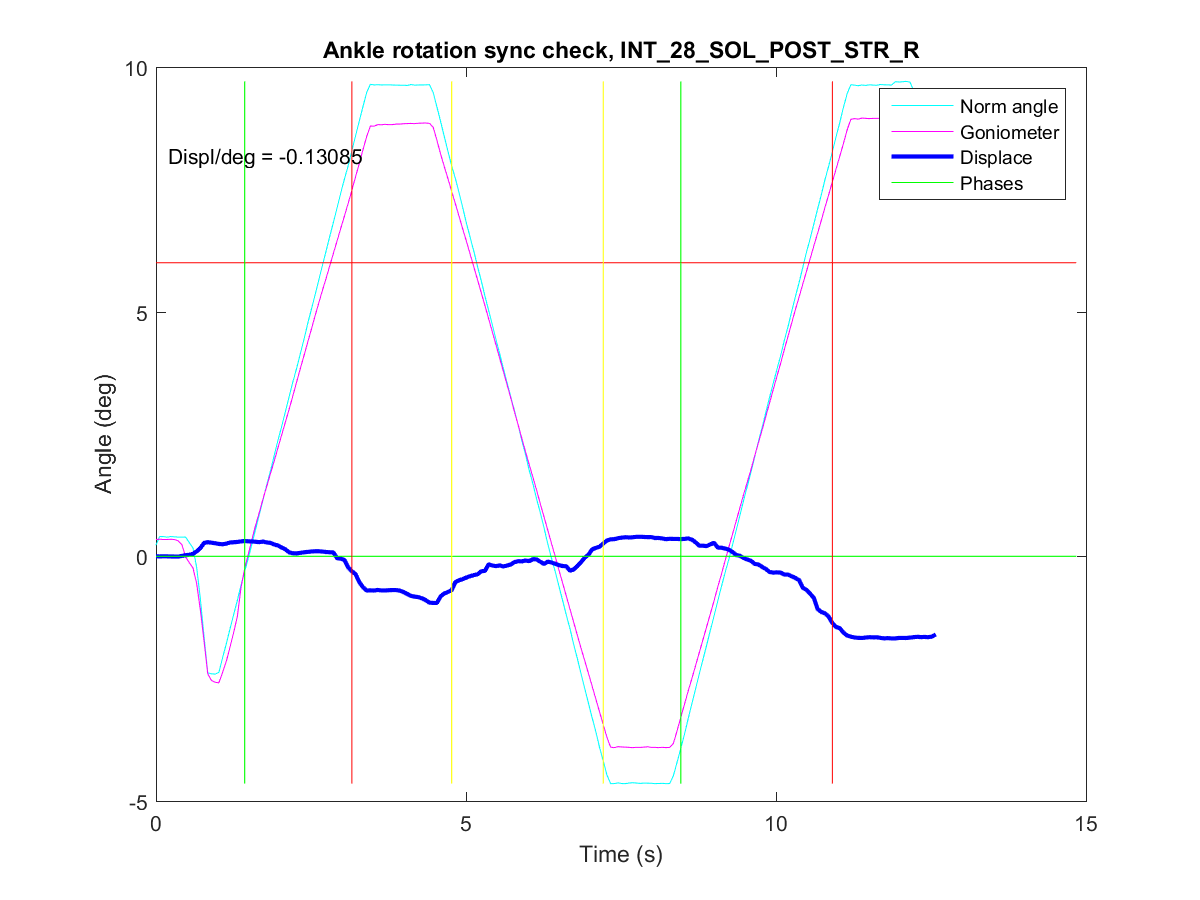 Ankle rotation sync check, INT_28_SOL_POST_STR_R
10
Norm angle
Goniometer
Displace
Phases
Displ/deg = -0.13085
5
Angle (deg)
0
-5
0
5
10
15
Time (s)